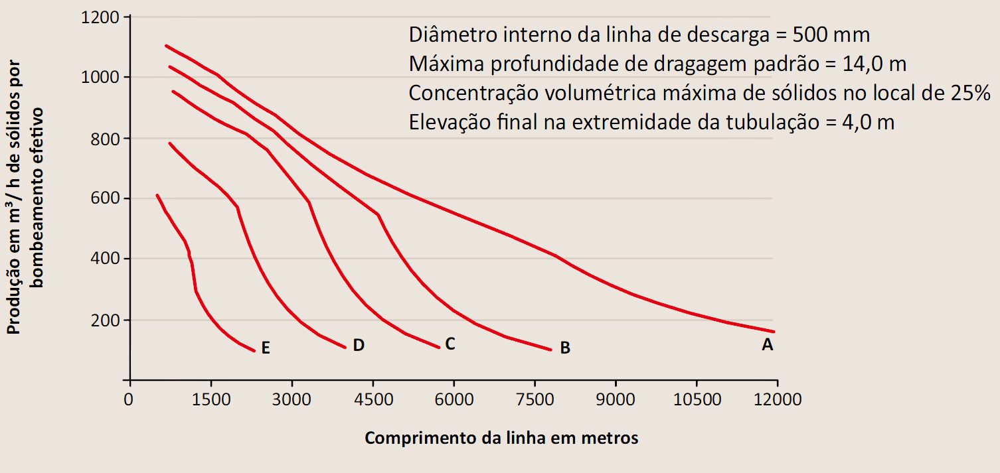 1200
1000
800
600
400
200
Produção em m³/ h de sólidos por
bombeamento efetivo
Diâmetro interno da linha de descarga = 500 mm
Máxima profundidade de dragagem padrão = 14,0 m
Concentração volumétrica máxima de sólidos no local de 25%
Elevação final na extremidade da tubulação = 4,0 m
E
D
C
B
A
0
1500
3000
4500
6000
7500
9000
10500
12000
Comprimento da linha em metros